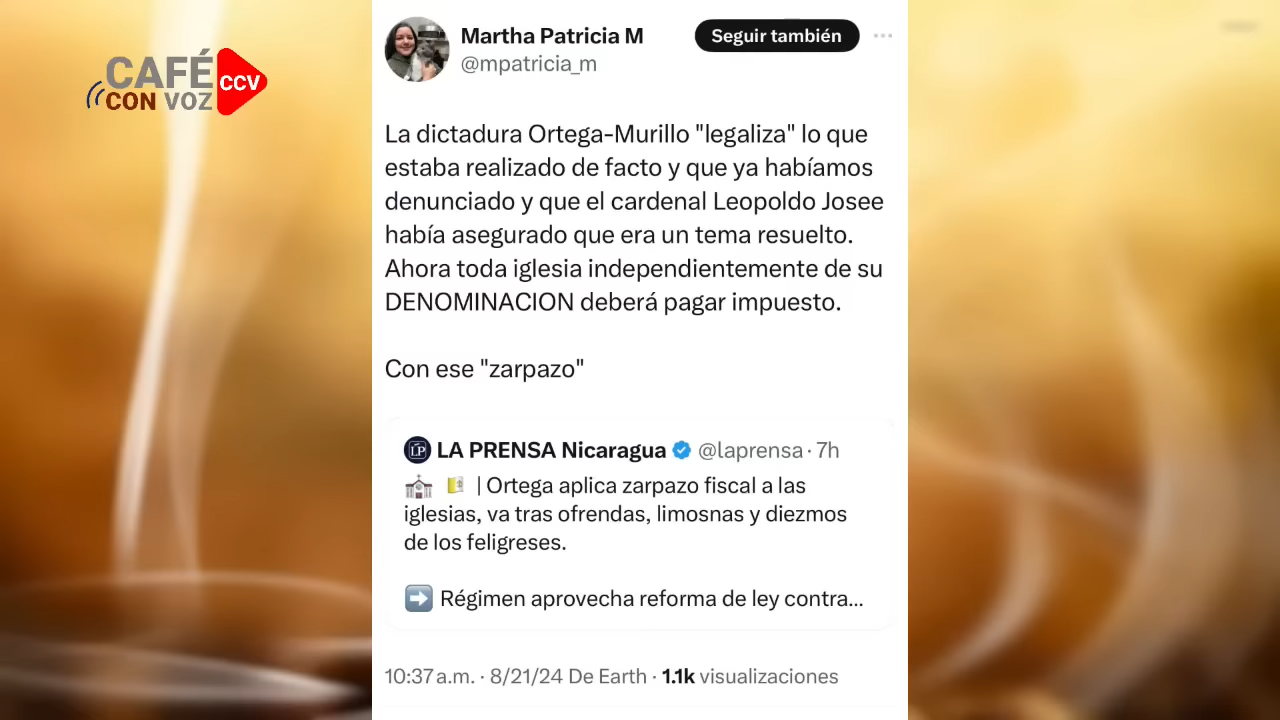 CAFÉ
CON VOZ
CCV
Martha Patricia M
Seguir también
@mpatricia_m
La dictadura Ortega-Murillo "legaliza" lo que
estaba realizado de facto y que ya habíamos
denunciado y que el cardenal Leopoldo Josee
había asegurado que era un tema resuelto.
Ahora toda iglesia independientemente de su
DENOMINACION deberá pagar impuesto.
Con ese "zarpazo"
LA PRENSA Nicaragua @laprensa · 7h
| Ortega aplica zarpazo fiscal a las
iglesias, va tras ofrendas, limosnas y diezmos
de los feligreses.
➡️ Régimen aprovecha reforma de ley contra...
10:37 a.m. · 8/21/24 De Earth · 1.1k visualizaciones